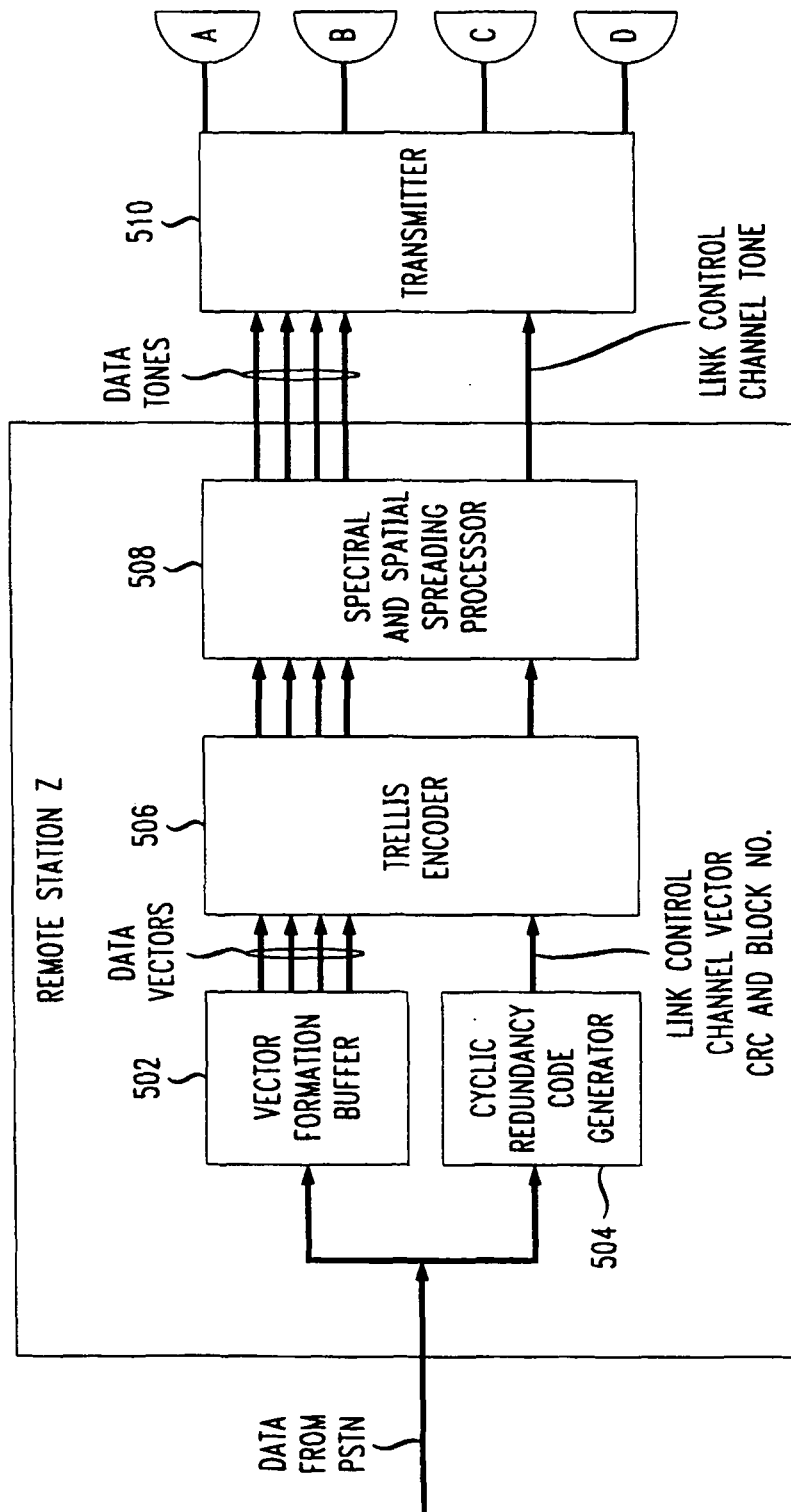 REMOTE STATION Z
DATA
FROM
PSTN
502
VECTOR
FORMATION
BUFFER
504
CYCLIC
REDUNDANCY
CODE
GENERATOR
DATA
VECTORS
LINK CONTROL
CHANNEL VECTOR
CRC AND BLOCK NO.
506
TRELLIS
ENCODER
508
SPECTRAL
AND SPATIAL
SPREADING
PROCESSOR
DATA
TONES
LINK CONTROL
CHANNEL TONE
510
TRANSMITTER
A
B
C
D